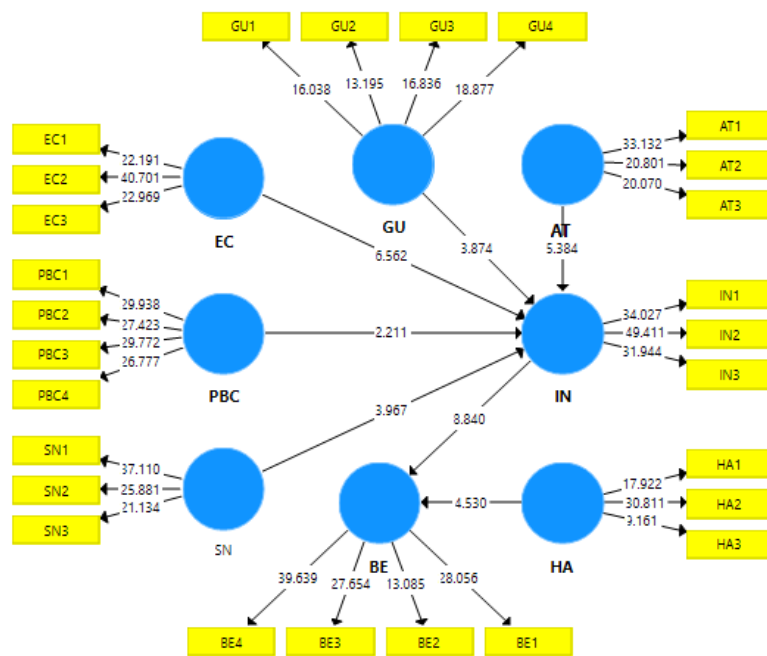 GU1
GU2
GU3
GU4
16.038
13.195
16.836
18.877
EC1
EC2
EC3
22.191
40.701
22.969
EC
GU
AT
AT1
AT2
AT3
33.132
20.801
20.070
6.562
3.874
5.384
PBC1
PBC2
PBC3
PBC4
29.938
27.423
29.772
26.777
PBC
2.211
IN
IN1
IN2
IN3
34.027
49.411
31.944
SN1
SN2
SN3
37.110
25.881
21.134
SN
3.967
8.840
BE
4.530
HA
HA1
HA2
HA3
17.922
30.811
9.161
39.639
27.654
13.085
28.056
BE4
BE3
BE2
BE1